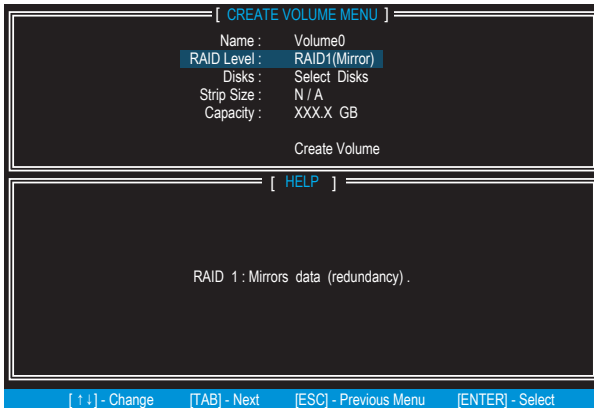 [ CREATE VOLUME MENU ]
Name : Volume0
RAID Level : RAID1(Mirror)
Disks : Select Disks
Strip Size : N / A
Capacity : XXX.X GB
Create Volume
[ HELP ]
RAID 1 : Mirrors data (redundancy) .
[ ↑↓] - Change [TAB] - Next [ESC] - Previous Menu [ENTER] - Select